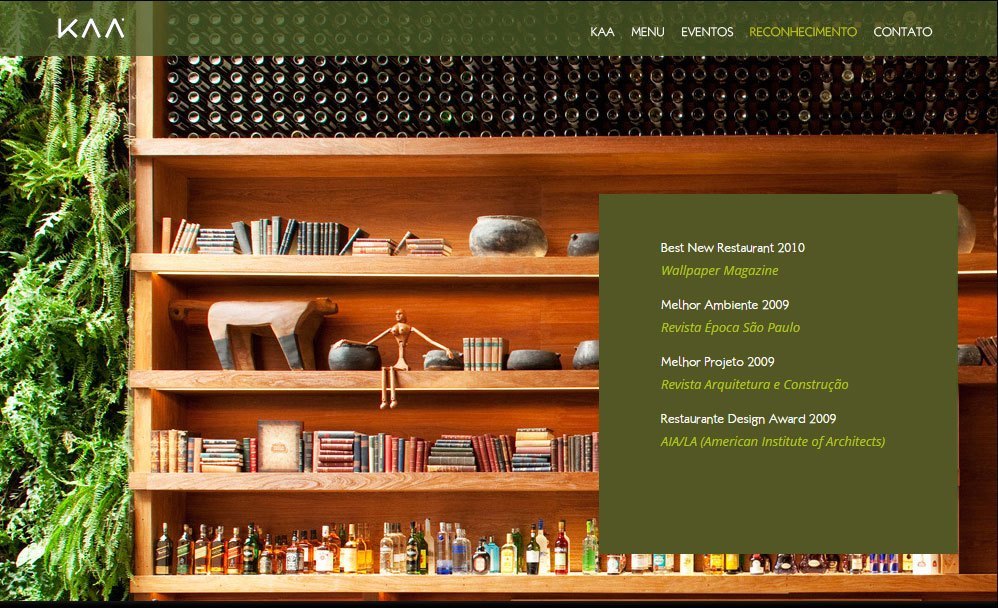 KAA
KAA MENU EVENTOS RECONHECIMENTO CONTATO
Best New Restaurant 2010
Wallpaper Magazine
Melhor Ambiente 2009
Revista Época São Paulo
Melhor Projeto 2009
Revista Arquitetura e Construção
Restaurante Design Award 2009
AIA/LA (American Institute of Architects)